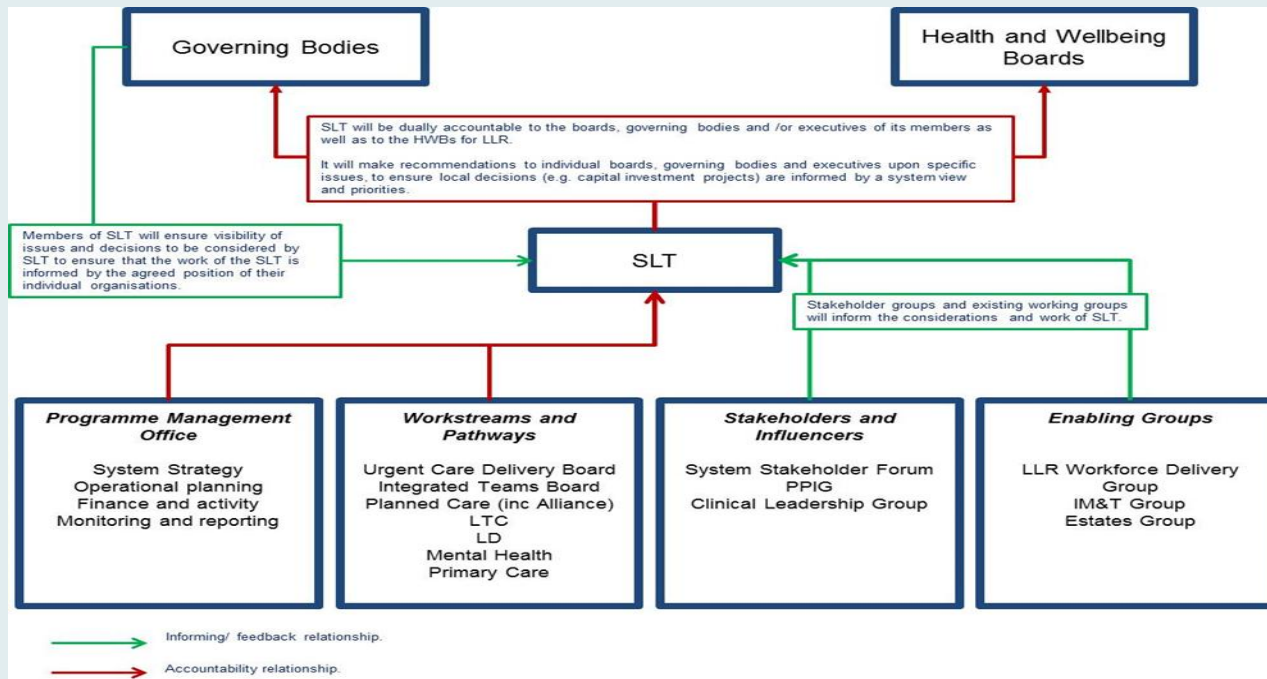 Governing Bodies
Health and Wellbeing
Boards
SLT will be dually accountable to the boards, governing bodies and /or executives of its members as
well as to the HWBs for LLR.
It will make recommendations to individual boards, governing bodies and executives upon specific
issues, to ensure local decisions (e.g. capital investment projects) are informed by a system view
and priorities.
Members of SLT will ensure visibility of
issues and decisions to be considered by
SLT to ensure that the work of the SLT is
informed by the agreed position of their
individual organisations.
SLT
Stakeholder groups and existing working groups
will inform the considerations and work of SLT.
Programme Management
Office
System Strategy
Operational planning
Finance and activity
Monitoring and reporting
Workstreams and
Pathways
Urgent Care Delivery Board
Integrated Teams Board
Planned Care (inc Alliance)
LTC
LD
Mental Health
Primary Care
Stakeholders and
Influencers
System Stakeholder Forum
PPIG
Clinical Leadership Group
Enabling Groups
LLR Workforce Delivery
Group
IM&T Group
Estates Group
Informing/ feedback relationship.
Accountability relationship.